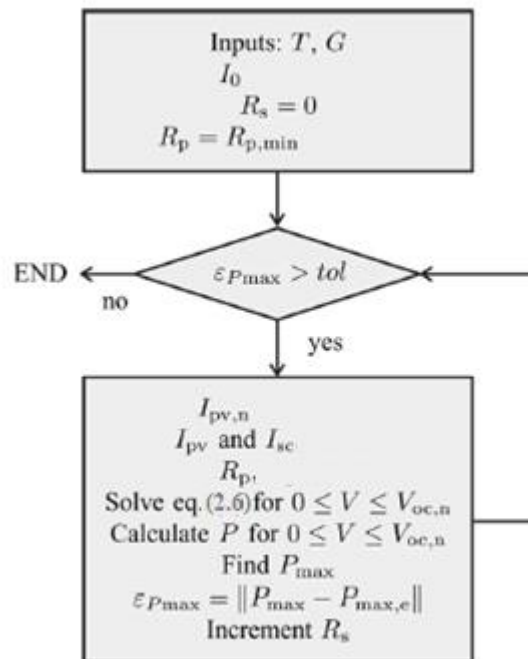 Inputs: T, G
I₀
Rₛ = 0
Rₚ = Rₚ,ₘᵢₙ
εPmax > tol
END
no
yes
Ipv,n
Ipv and Isc
Rp,
Solve eq.(2.6)for 0 ≤ V ≤ Voc,n
Calculate P for 0 ≤ V ≤ Voc,n
Find Pmax
εPmax = ‖Pmax − Pmax,e‖
Increment Rs